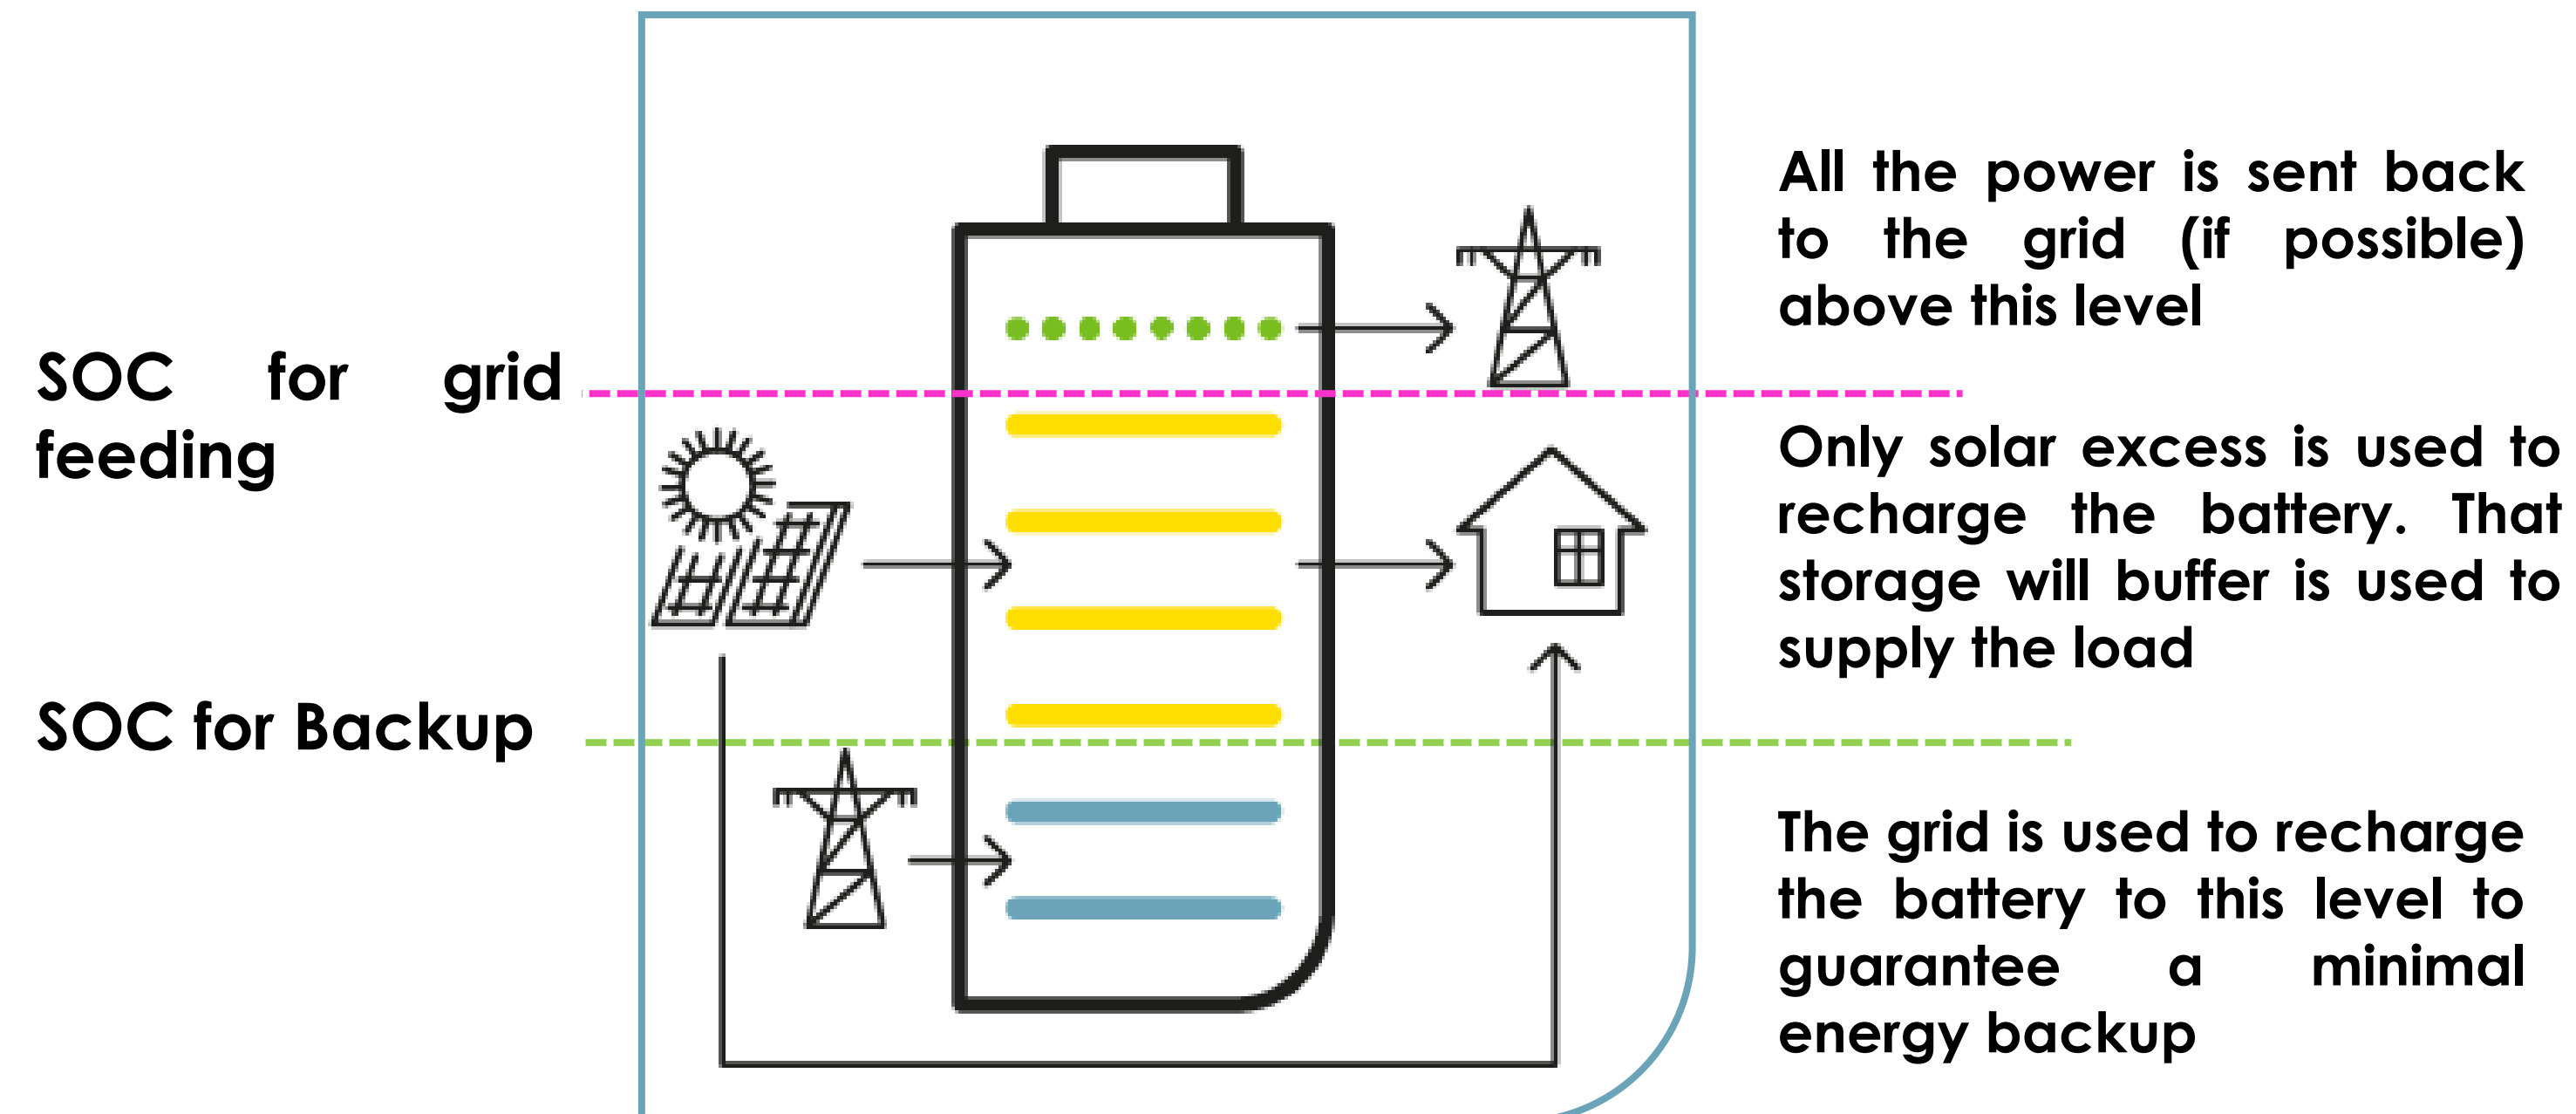 SOC for grid
feeding
SOC for Backup
All the power is sent back
to the grid (if possible)
above this level
Only solar excess is used to
recharge the battery. That
storage will buffer is used to
supply the load
The grid is used to recharge
the battery to this level to
guarantee a minimal
energy backup